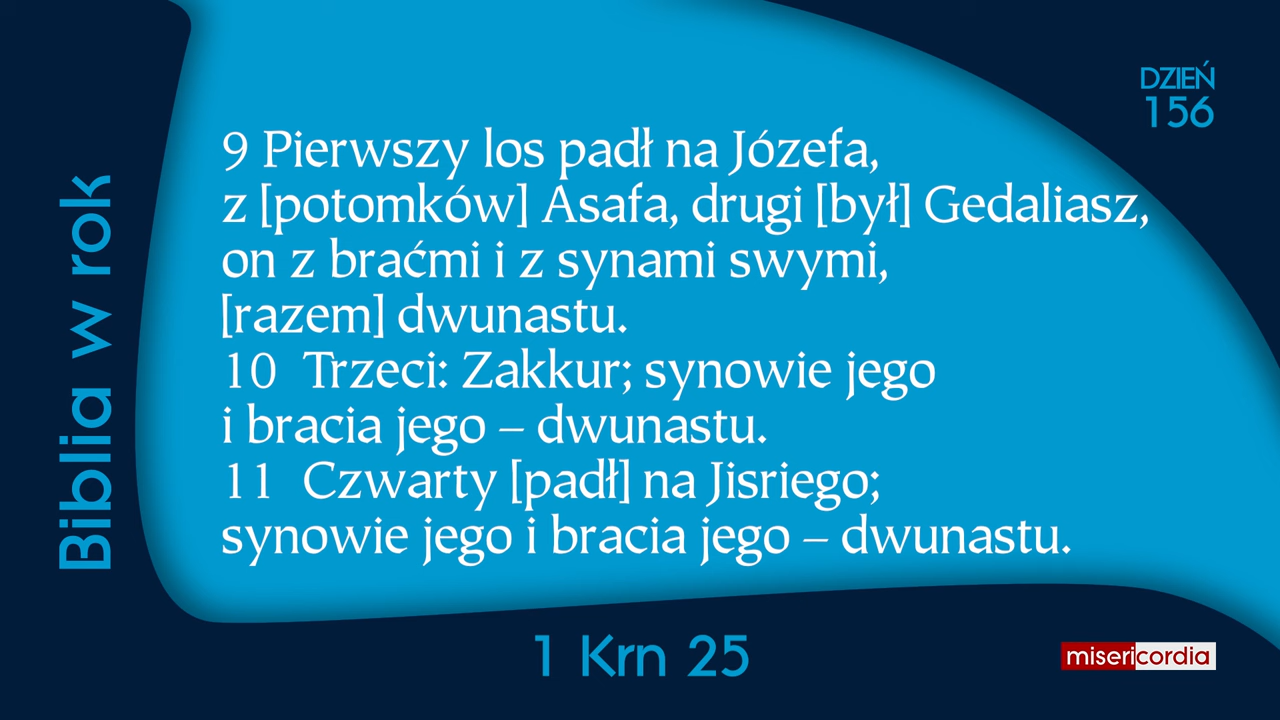 DZIEŃ
156
Biblia w rok
9 Pierwszy los padł na Józefa,
z [potomków] Asafa, drugi [był] Gedaliasz,
on z braćmi i z synami swymi,
[razem] dwunastu.
10 Trzeci: Zakkur; synowie jego
i bracia jego – dwunastu.
11 Czwarty [padł] na Jisriego;
synowie jego i bracia jego – dwunastu.
1 Krn 25
misericordia